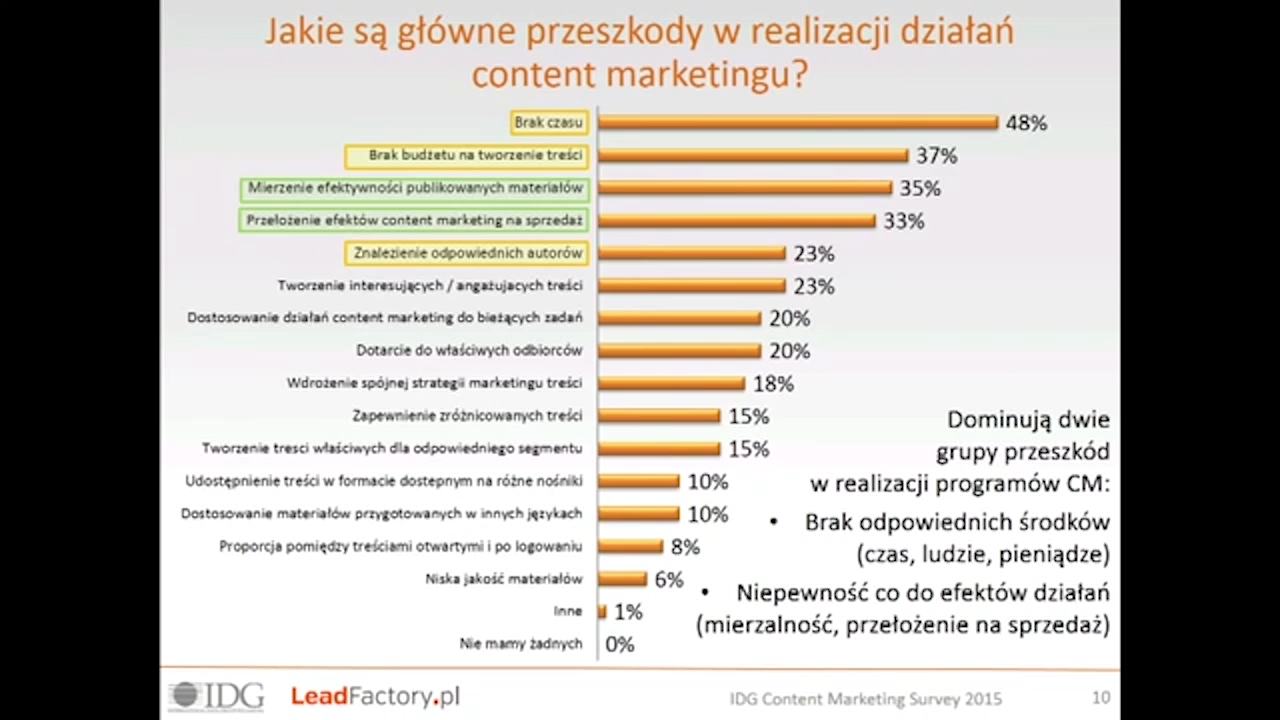 Jakie są główne przeszkody w realizacji działań
content marketingu?
Brak czasu 48%
Brak budżetu na tworzenie treści 37%
Mierzenie efektywności publikowanych materiałów 35%
Przełożenie efektów content marketing na sprzedaż 33%
Znalezienie odpowiednich autorów 23%
Tworzenie interesujących / angażujacych treści 23%
Dostosowanie działań content marketing do bieżących zadań 20%
Dotarcie do właściwych odbiorców 20%
Wdrożenie spójnej strategii marketingu treści 18%
Zapewnienie zróżnicowanych treści 15%
Tworzenie tresci właściwych dla odpowiedniego segmentu 15%
Udostępnienie treści w formacie dostepnym na różne nośniki 10%
Dostosowanie materiałów przygotowanych w innych językach 10%
Proporcja pomiędzy treściami otwartymi i po logowaniu 8%
Niska jakość materiałów 6%
Inne 1%
Nie mamy żadnych 0%
Dominują dwie
grupy przeszkód
w realizacji programów CM:
• Brak odpowiednich środków
(czas, ludzie, pieniądze)
• Niepewność co do efektów działań
(mierzalność, przełożenie na sprzedaż)
IDG
LeadFactory.pl
IDG Content Marketing Survey 2015
10